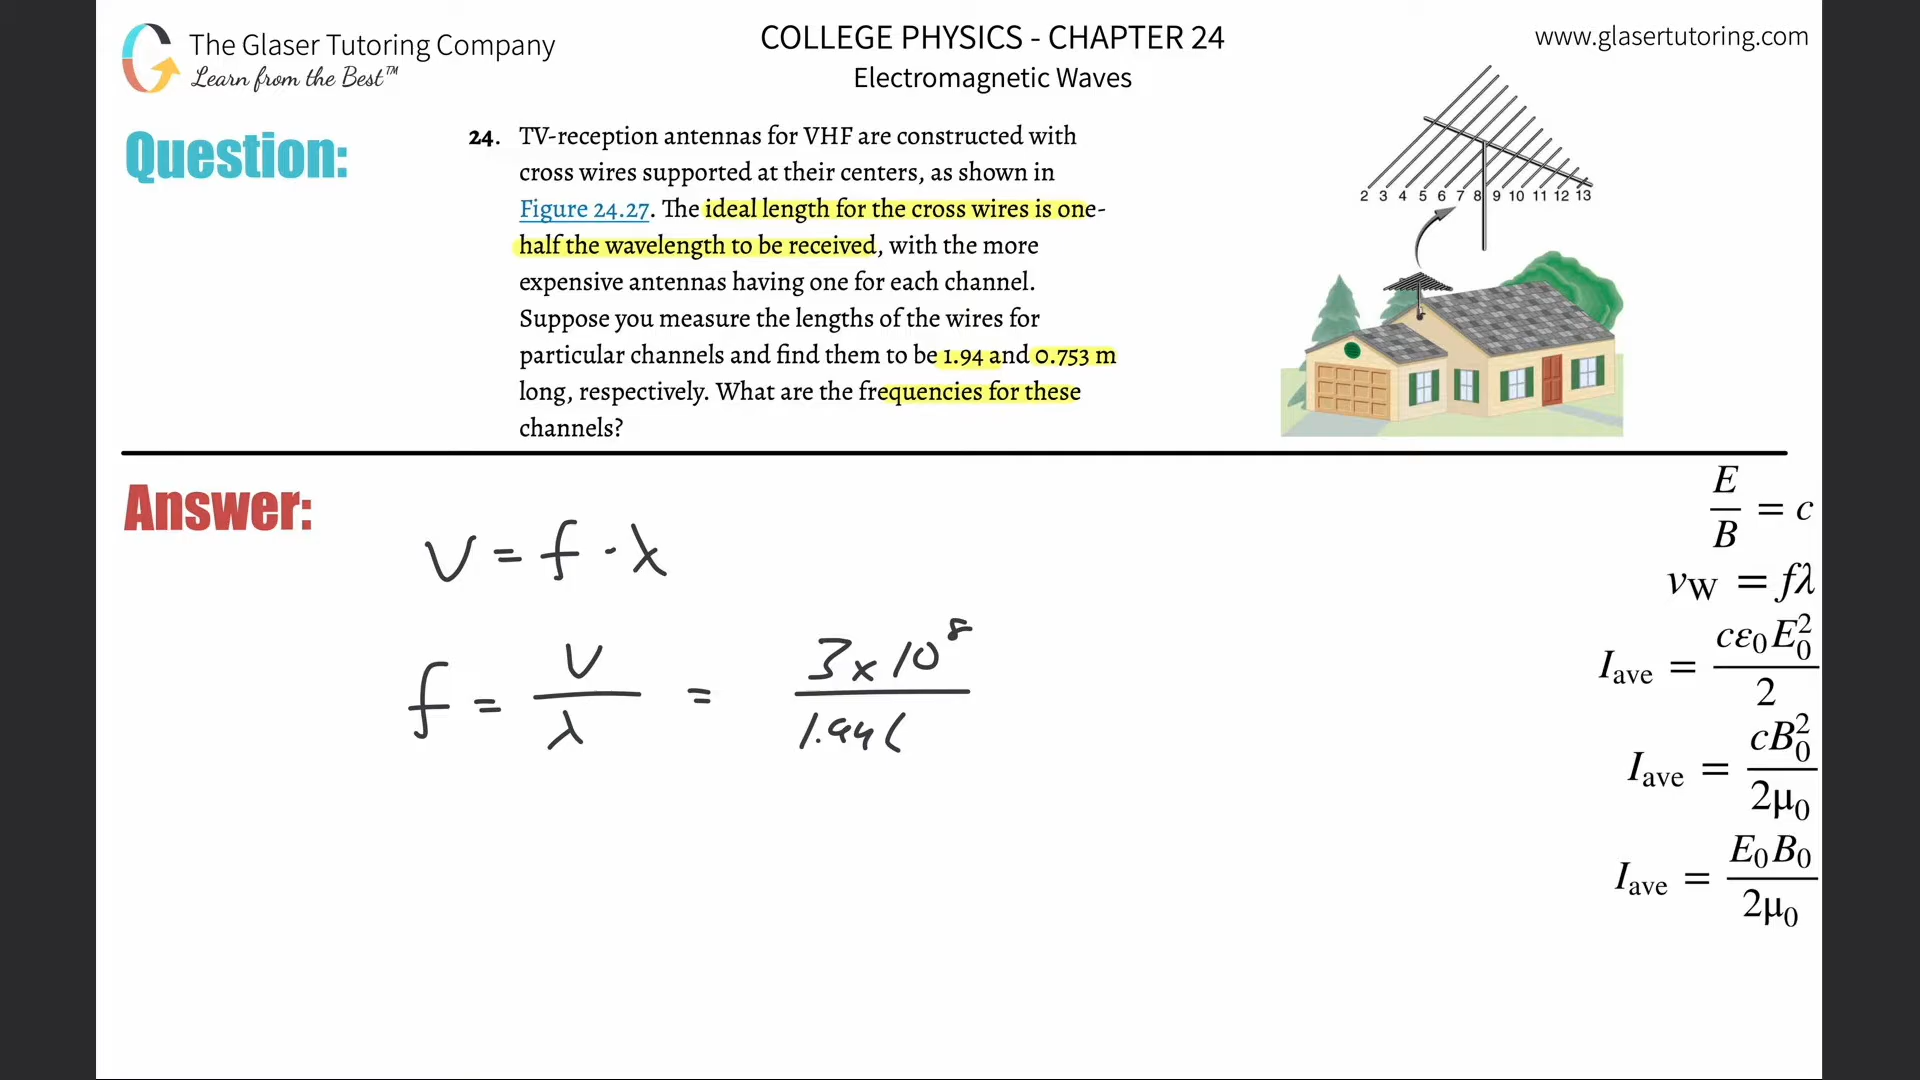 The Glaser Tutoring Company
Learn from the Best™
COLLEGE PHYSICS - CHAPTER 24
Electromagnetic Waves
www.glasertutoring.com
Question:
24. TV-reception antennas for VHF are constructed with
cross wires supported at their centers, as shown in
Figure 24.27. The ideal length for the cross wires is one-
half the wavelength to be received, with the more
expensive antennas having one for each channel.
Suppose you measure the lengths of the wires for
particular channels and find them to be 1.94 and 0.753 m
long, respectively. What are the frequencies for these
channels?
2 3 4 5 6 7 8 9 10 11 12 13
Answer:
V = f · λ
f = V/λ = 3 x 10⁸/1.94(
E/B = c
vW = fλ
Iave = cε₀E₀²/2
Iave = cB₀²/2μ₀
Iave = E₀B₀/2μ₀